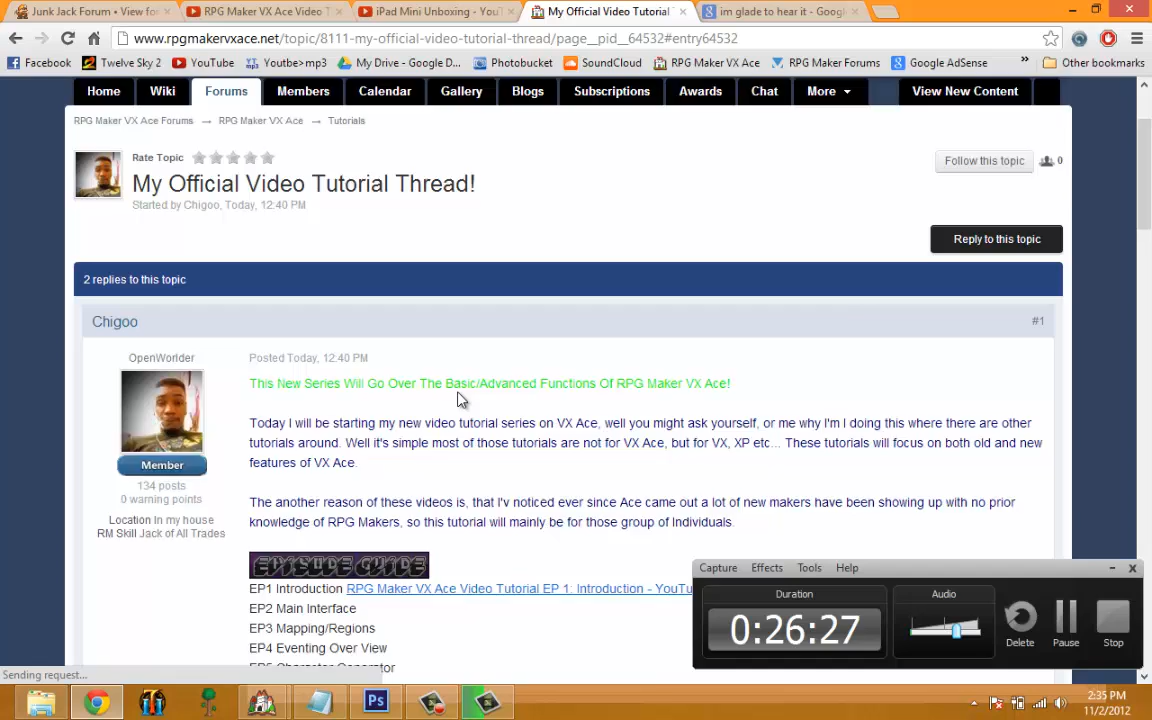 Junk Jack Forum • View fo
RPG Maker VX Ace Video T
iPad Mini Unboxing - YouT
My Official Video Tutorial
im glade to hear it - Goog
www.rpgmakervxace.net/topic/8111-my-official-video-tutorial-thread/page__pid__64532#entry64532
Facebook Twelve Sky 2 YouTube Youtbe>mp3 My Drive - Google D... Photobucket SoundCloud RPG Maker VX Ace RPG Maker Forums Google AdSense » Other bookmarks
Home Wiki Forums Members Calendar Gallery Blogs Subscriptions Awards Chat More View New Content
RPG Maker VX Ace Forums → RPG Maker VX Ace → Tutorials
Rate Topic
Follow this topic 0
My Official Video Tutorial Thread!
Started by Chigoo, Today, 12:40 PM
Reply to this topic
2 replies to this topic
Chigoo #1
OpenWorlder
Member
134 posts
0 warning points
Location In my house
RM Skill Jack of All Trades
Posted Today, 12:40 PM
This New Series Will Go Over The Basic/Advanced Functions Of RPG Maker VX Ace!
Today I will be starting my new video tutorial series on VX Ace, well you might ask yourself, or me why I'm I doing this where there are other
tutorials around. Well it's simple most of those tutorials are not for VX Ace, but for VX, XP etc... These tutorials will focus on both old and new
features of VX Ace.
The another reason of these videos is, that I'v noticed ever since Ace came out a lot of new makers have been showing up with no prior
knowledge of RPG Makers, so this tutorial will mainly be for those group of Individuals.
EPISODE GUIDE
EP1 Introduction RPG Maker VX Ace Video Tutorial EP 1: Introduction - YouTu
EP2 Main Interface
EP3 Mapping/Regions
EP4 Eventing Over View
EP5 Character Generator
Capture Effects Tools Help
Duration
0:26:27
Audio
Delete
Pause
Stop
Sending request...
Ps
2:35 PM
11/2/2012